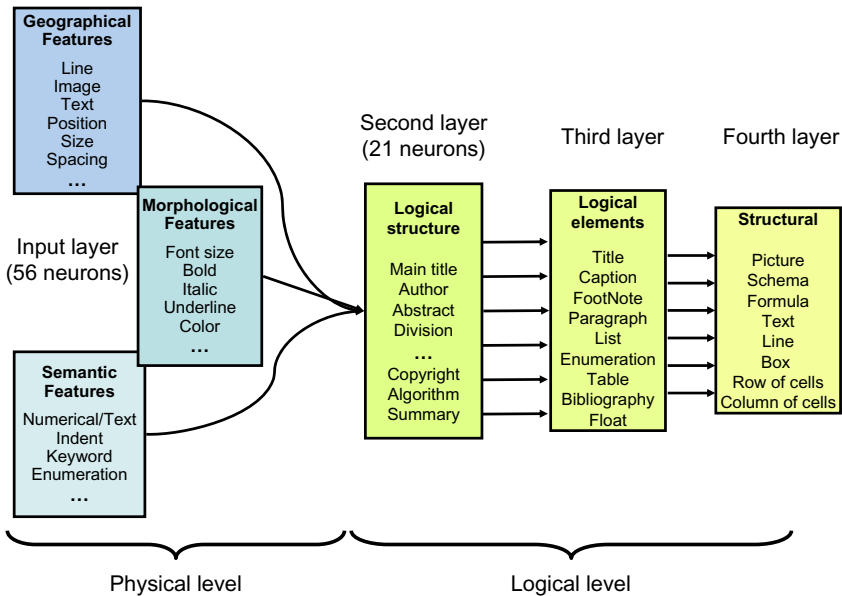 Geographical
Features
Line
Image
Text
Position
Size
Spacing
...
Input layer
(56 neurons)
Morphological
Features
Font size
Bold
Italic
Underline
Color
...
Semantic
Features
Numerical/Text
Indent
Keyword
Enumeration
...
Second layer
(21 neurons)
Logical
structure
Main title
Author
Abstract
Division
...
Copyright
Algorithm
Summary
Third layer
Logical
elements
Title
Caption
FootNote
Paragraph
List
Enumeration
Table
Bibliography
Float
Fourth layer
Structural
Picture
Schema
Formula
Text
Line
Box
Row of cells
Column of cells
Physical level
Logical level